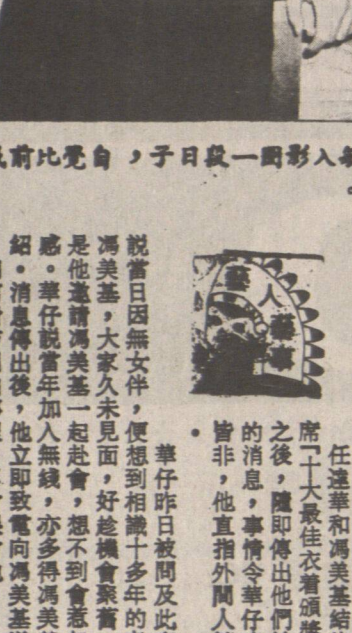 入影圈一段日子，自覺比前
藝人藝事
任達華和馮美基結
席「十大最佳衣着頒獎
之後，隨即傳出他們
的消息，事情令華仔
皆非，他直指外間人
。
華仔昨日被問及此
說當日因無女伴，便想到相識十多年的
馮美基，大家久未見面，好趁機會聚舊
是他邀請馮美基一起赴會，想不到會惹
感。華仔說當年加入無綫，亦多得馮美
紹。消息傳出後，他立即致電向馮美基